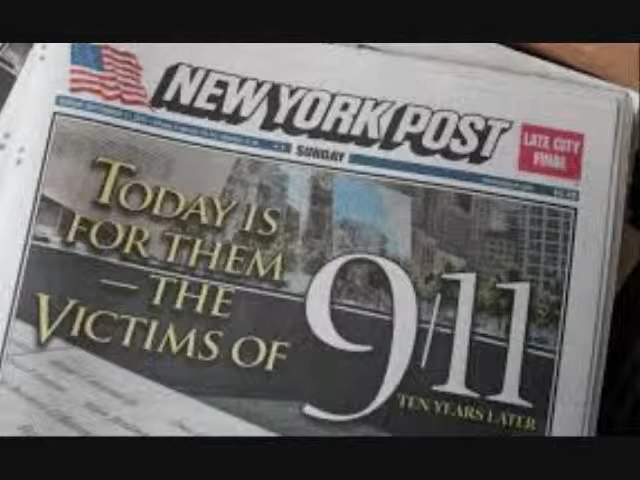 NEW YORK POST
LATE CITY
FINAL
SUNDAY
TODAY IS
FOR THEM
— THE
VICTIMS OF
9/11
TEN YEARS LATER